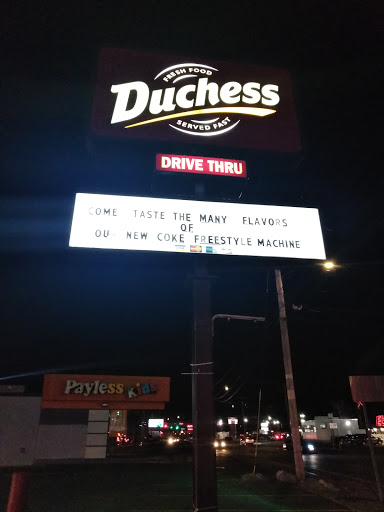 FRESH FOOD
Duchess
SERVED FAST
DRIVE THRU
COME TASTE THE MANY FLAVORS
OF
OUR NEW COKE FREESTYLE MACHINE
Payless Kids